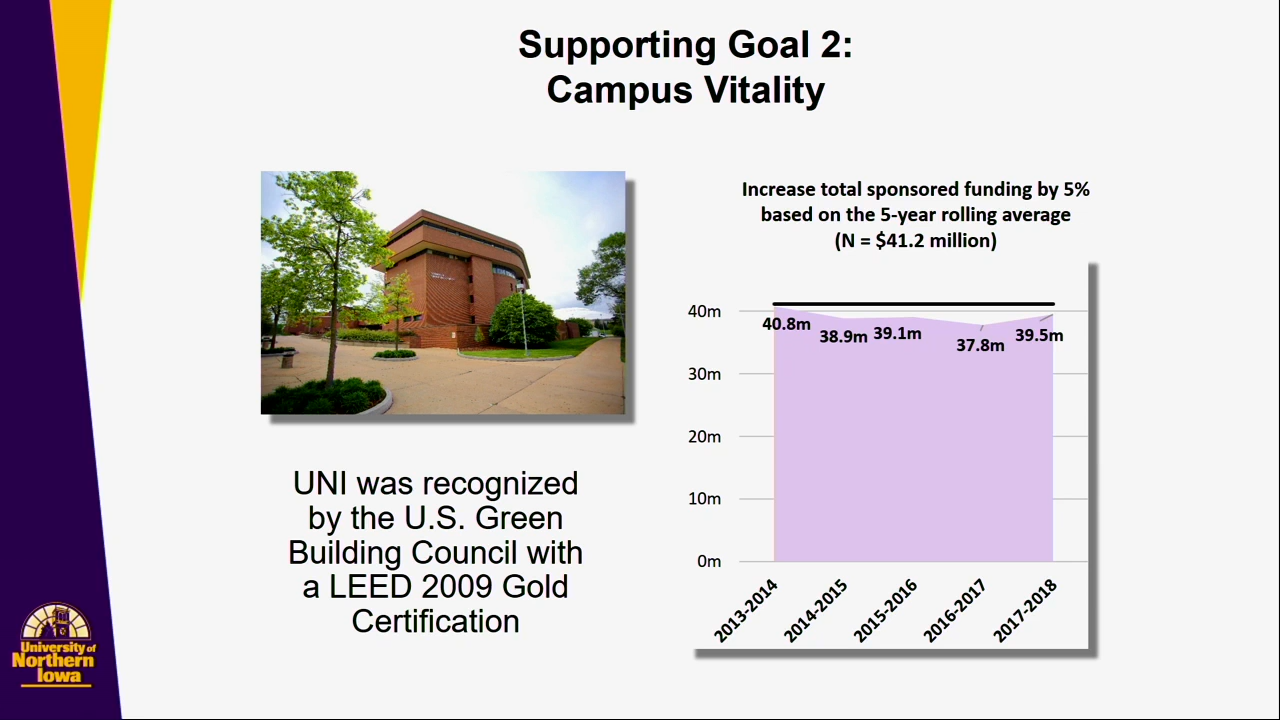 Supporting Goal 2:
Campus Vitality
UNI was recognized
by the U.S. Green
Building Council with
a LEED 2009 Gold
Certification
Increase total sponsored funding by 5%
based on the 5-year rolling average
(N = $41.2 million)
40m
30m
20m
10m
0m
40.8m
38.9m
39.1m
37.8m
39.5m
2013-2014
2014-2015
2015-2016
2016-2017
2017-2018
University of
Northern
Iowa